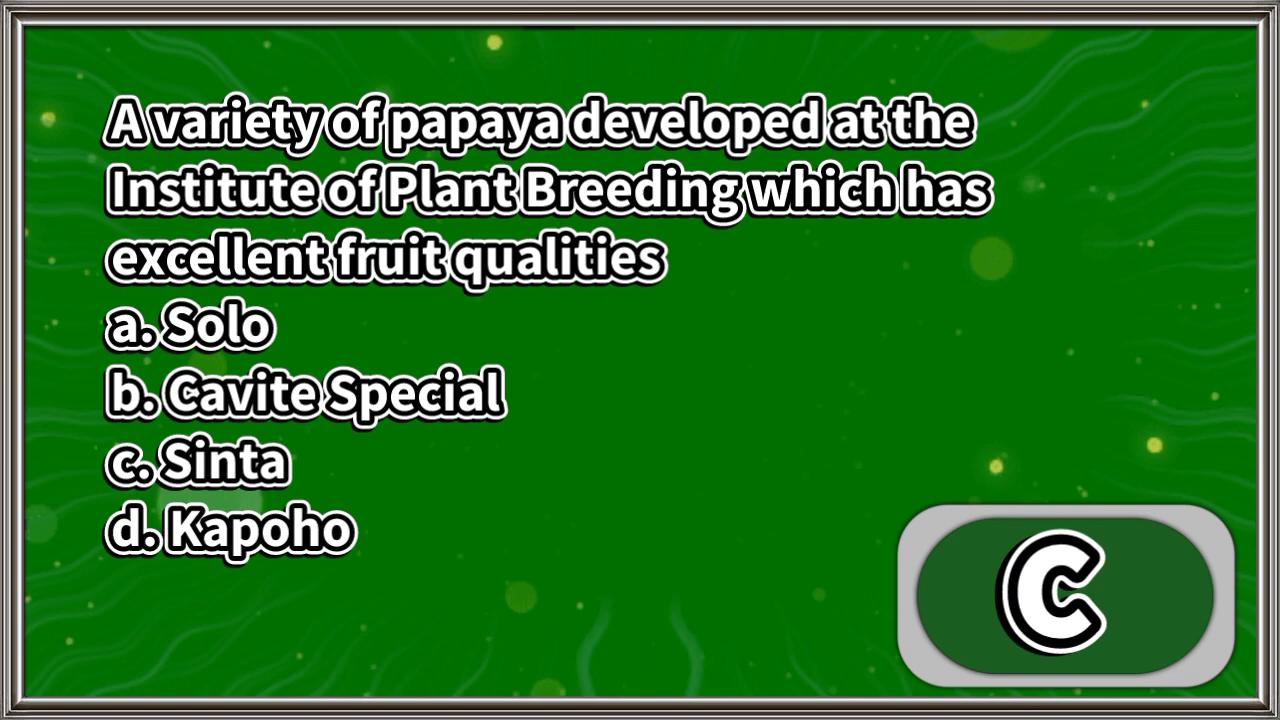 A variety of papaya developed at the
Institute of Plant Breeding which has
excellent fruit qualities
a. Solo
b. Cavite Special
c. Sinta
d. Kapoho
C